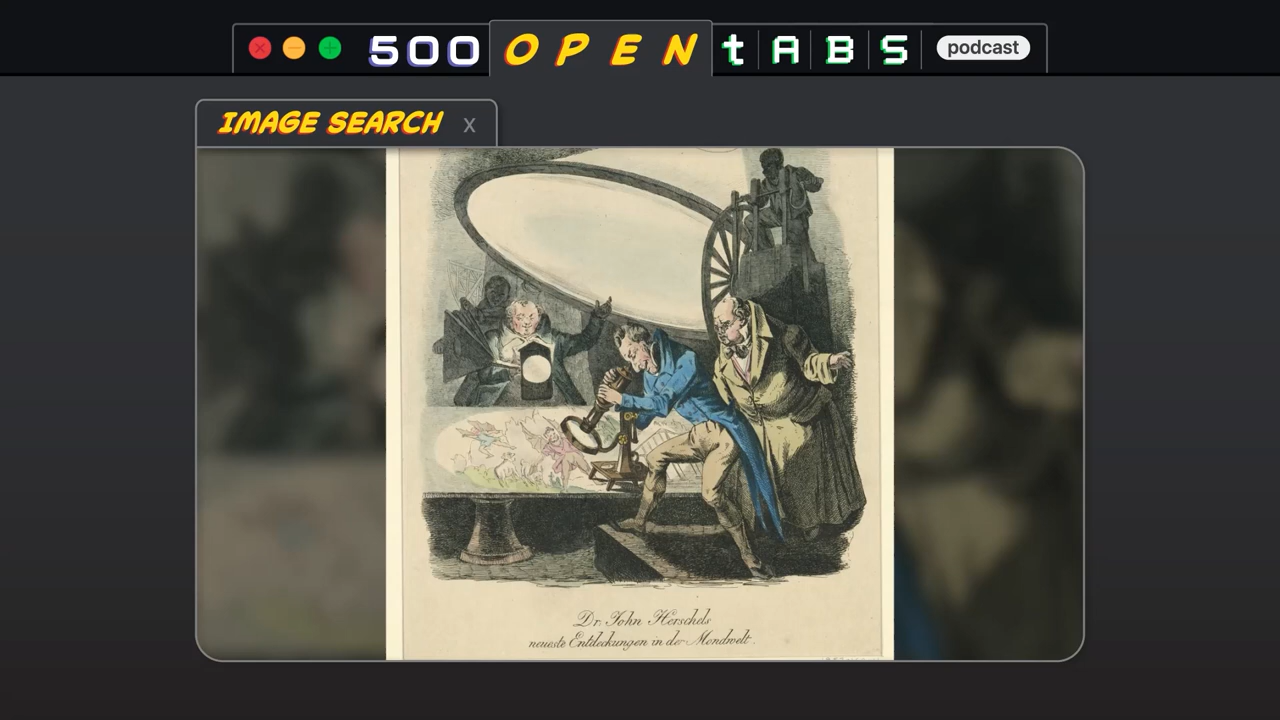 500 OPEN tABS podcast
IMAGE SEARCH X
Dr. John Herschels
neueste Entdeckungen in der Mondwelt.